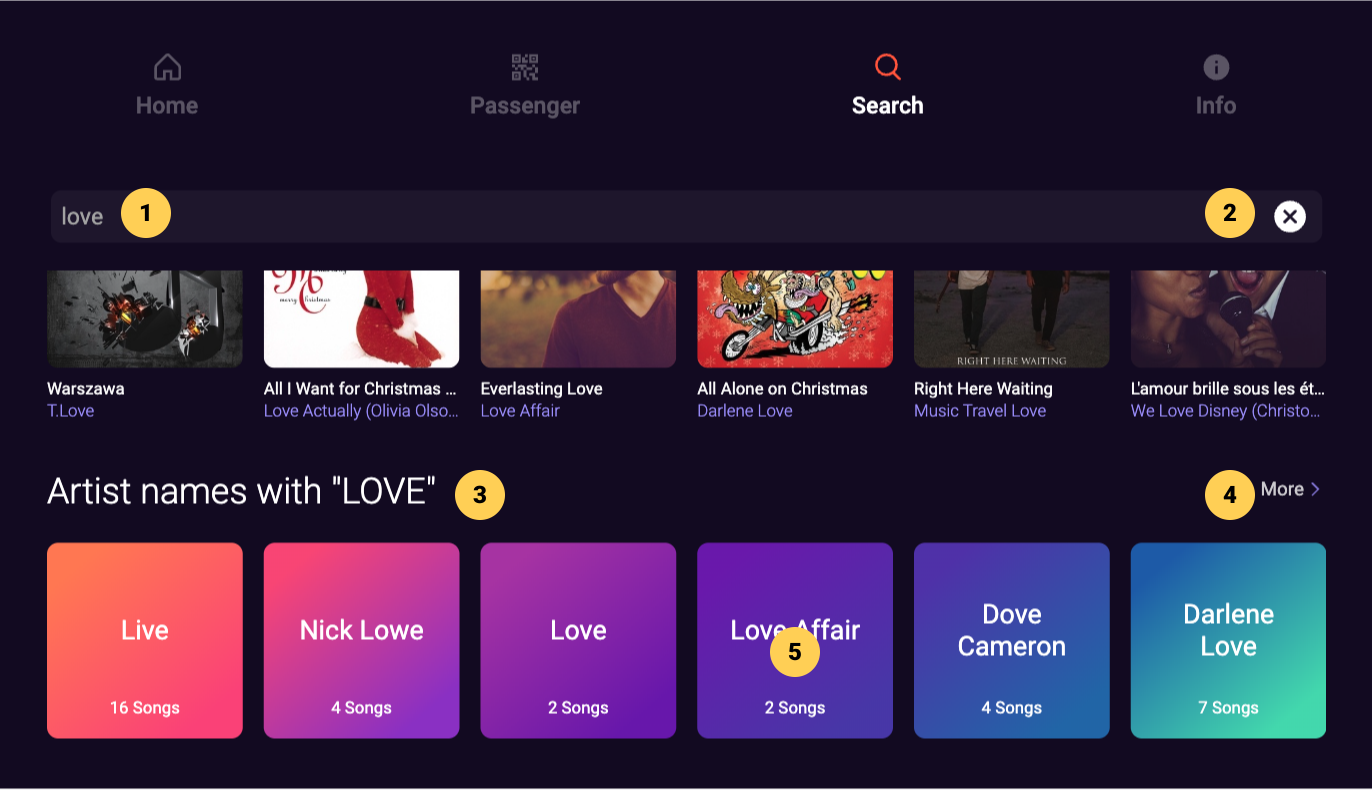 Home
Passenger
Search
Info
love
1
2
merry Christmas
RIGHT HERE WAITING
Warszawa
All I Want for Christmas ...
Everlasting Love
All Alone on Christmas
Right Here Waiting
L'amour brille sous les ét...
T.Love
Love Actually (Olivia Olso...
Love Affair
Darlene Love
Music Travel Love
We Love Disney (Christo...
Artist names with "LOVE"
3
4
More
Live
Nick Lowe
Love
Love Affair
Dove
Cameron
Darlene
Love
5
16 Songs
4 Songs
2 Songs
2 Songs
4 Songs
7 Songs